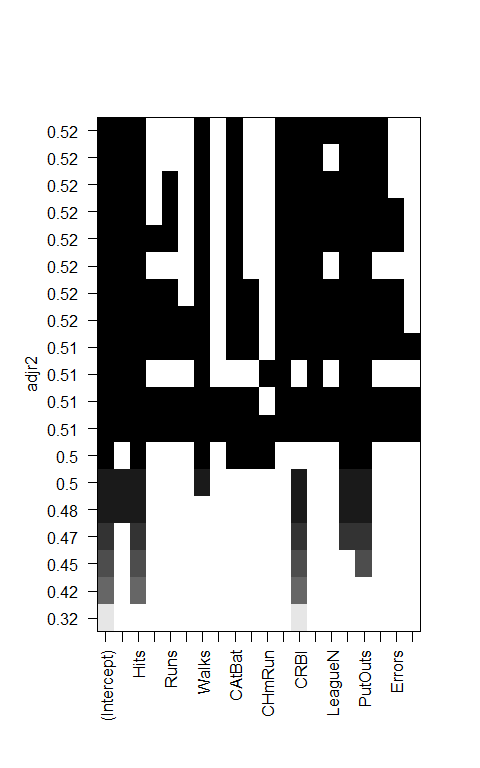 0.52
0.52
0.52
0.52
0.52
0.52
0.52
0.52
0.51
0.51
0.51
0.51
0.5
0.5
0.48
0.47
0.45
0.42
0.32
adjr2
(Intercept)
Hits
Runs
Walks
CAtBat
CHmRun
CRBI
LeagueN
PutOuts
Errors